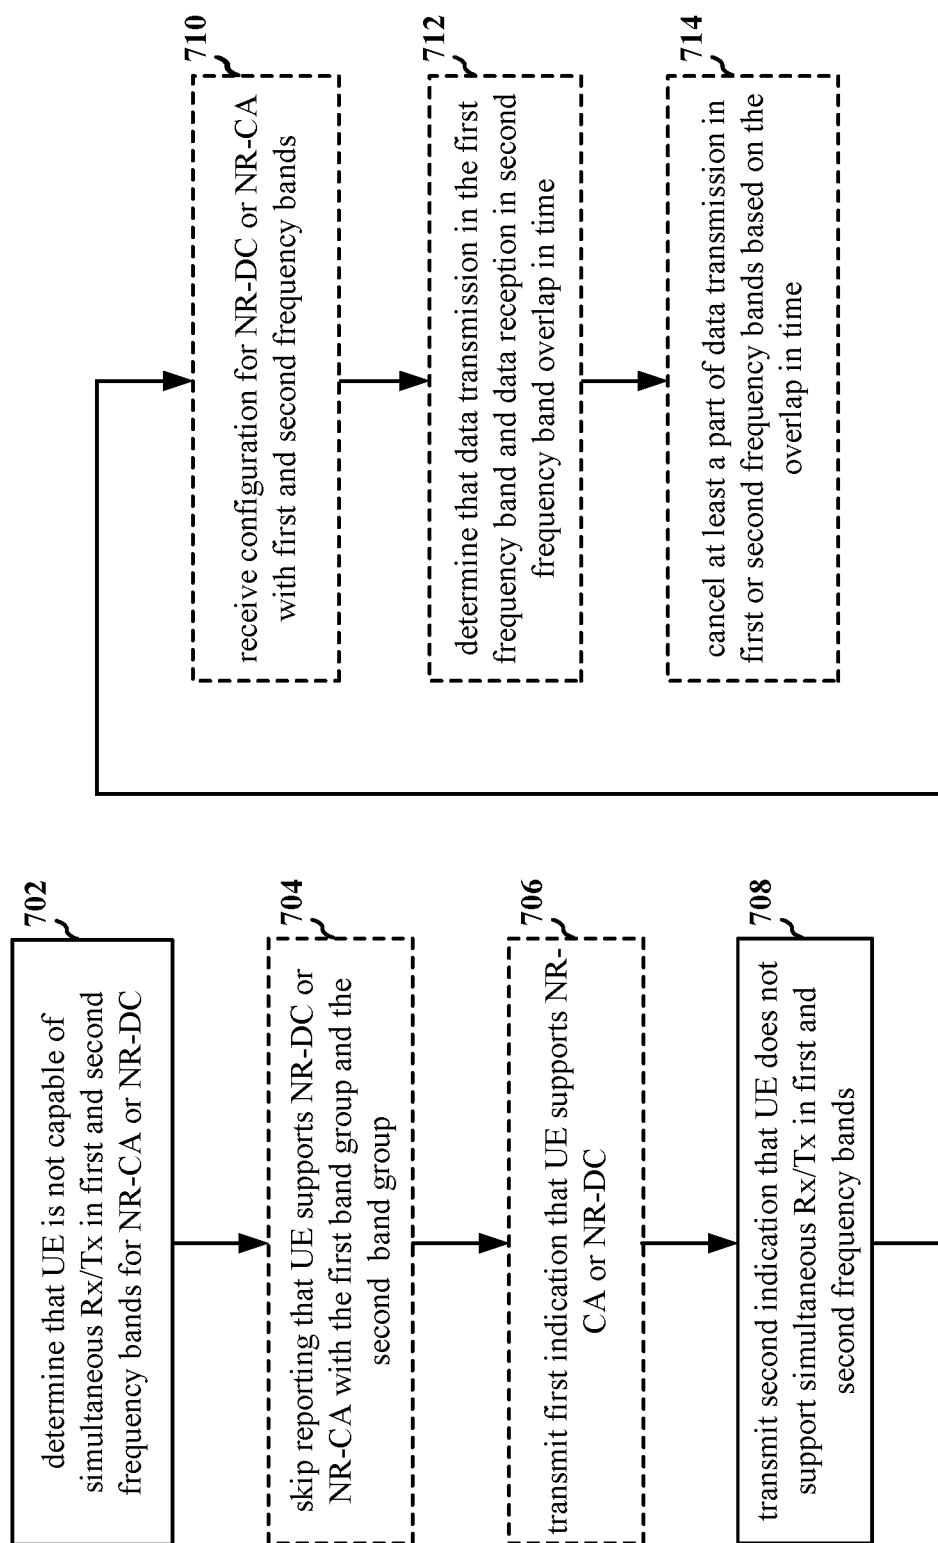 702
determine that UE is not capable of
simultaneous Rx/Tx in first and second
frequency bands for NR-CA or NR-DC
704
skip reporting that UE supports NR-DC or
NR-CA with the first band group and the
second band group
706
transmit first indication that UE supports NR-
CA or NR-DC
708
transmit second indication that UE does not
support simultaneous Rx/Tx in first and
second frequency bands
710
receive configuration for NR-DC or NR-CA
with first and second frequency bands
712
determine that data transmission in the first
frequency band and data reception in second
frequency band overlap in time
714
cancel at least a part of data transmission in
first or second frequency bands based on the
overlap in time